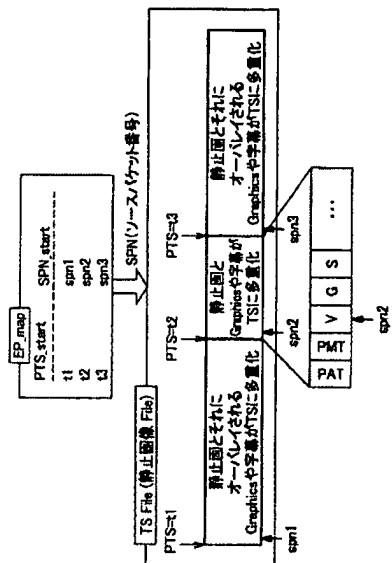 EP_map
PTS_start SPN_start
t1 spn1
t2 spn2
t3 spn3
SPN(ソースパケット番号)
TS File (静止画像 File)
PTS=t1
PTS=t2
PTS=t3
静止画とそれに
オーバレイされる
Graphicsや字幕がTSに多重化
静止画と
Graphicsや字幕が
TSに多重化
静止画とそれに
オーバレイされる
Graphicsや字幕がTSに多重化
spn1
spn2
spn3
PAT PMT V G S ...
spn2